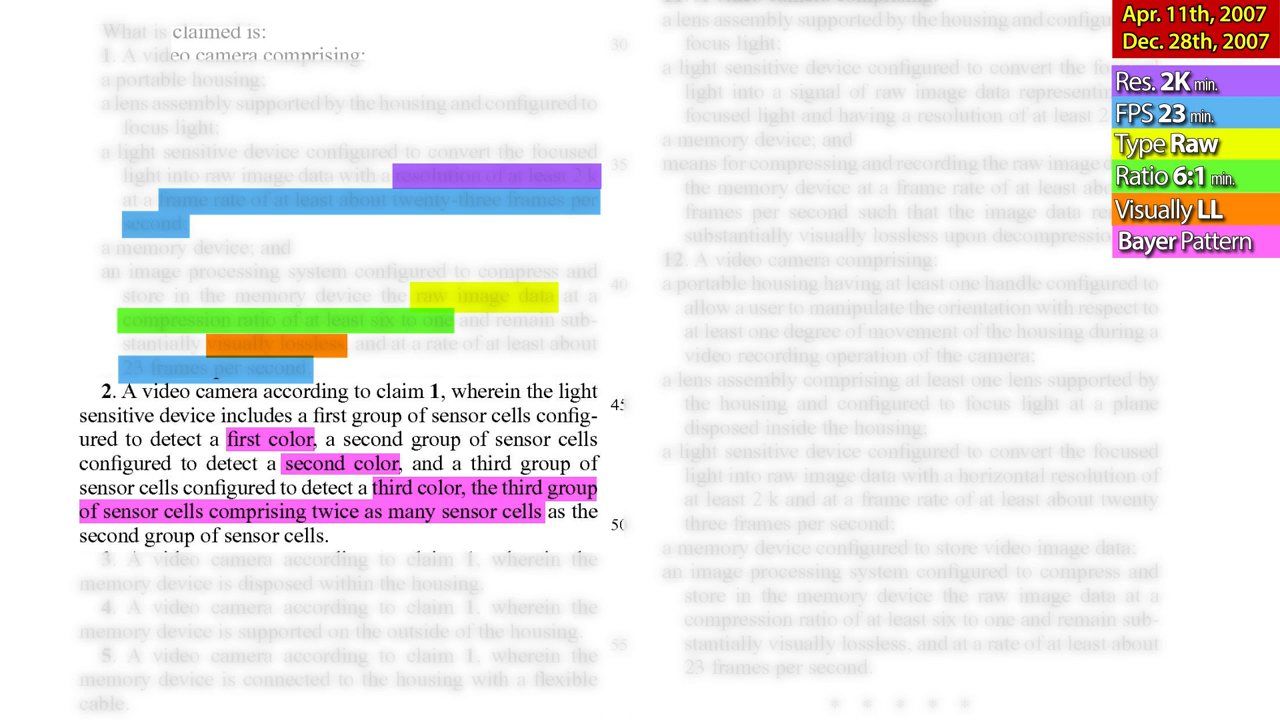 What is claimed is:
1. A video camera comprising:
a portable housing;
a lens assembly supported by the housing and configured to
focus light;
a light sensitive device configured to convert the focused
light into raw image data with a resolution of at least 2 k
at a frame rate of at least about twenty-three frames per
second;
a memory device; and
an image processing system configured to compress and
store in the memory device the raw image data at a
compression ratio of at least six to one and remain sub-
stantially visually lossless, and at a rate of at least about
23 frames per second.
2. A video camera according to claim 1, wherein the light
sensitive device includes a first group of sensor cells config-
ured to detect a first color, a second group of sensor cells
configured to detect a second color, and a third group of
sensor cells configured to detect a third color, the third group
of sensor cells comprising twice as many sensor cells as the
second group of sensor cells.
3. A video camera according to claim 1, wherein the
memory device is disposed within the housing.
4. A video camera according to claim 1, wherein the
memory device is supported on the outside of the housing.
5. A video camera according to claim 1, wherein the
memory device is connected to the housing with a flexible
cable.
30
35
40
45
50
55
a lens assembly supported by the housing and configu
focus light;
a light sensitive device configured to convert the fo
light into a signal of raw image data representin
focused light and having a resolution of at least 2
a memory device; and
means for compressing and recording the raw image
the memory device at a frame rate of at least abo
frames per second such that the image data re
substantially visually lossless upon decompressio
12. A video camera comprising:
a portable housing having at least one handle configured to
allow a user to manipulate the orientation with respect to
at least one degree of movement of the housing during a
video recording operation of the camera;
a lens assembly comprising at least one lens supported by
the housing and configured to focus light at a plane
disposed inside the housing;
a light sensitive device configured to convert the focused
light into raw image data with a horizontal resolution of
at least 2 k and at a frame rate of at least about twenty
three frames per second;
a memory device configured to store video image data;
an image processing system configured to compress and
store in the memory device the raw image data at a
compression ratio of at least six to one and remain sub-
stantially visually lossless, and at a rate of at least about
23 frames per second.
* * * * *
Apr. 11th, 2007
Dec. 28th, 2007
Res. 2K min.
FPS 23 min.
Type Raw
Ratio 6:1 min.
Visually LL
Bayer Pattern